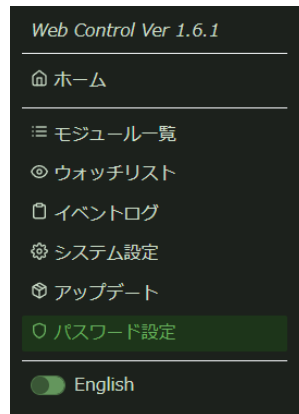 Web Control Ver 1.6.1
ホーム
モジュール一覧
ウォッチリスト
イベントログ
システム設定
アップデート
パスワード設定
English